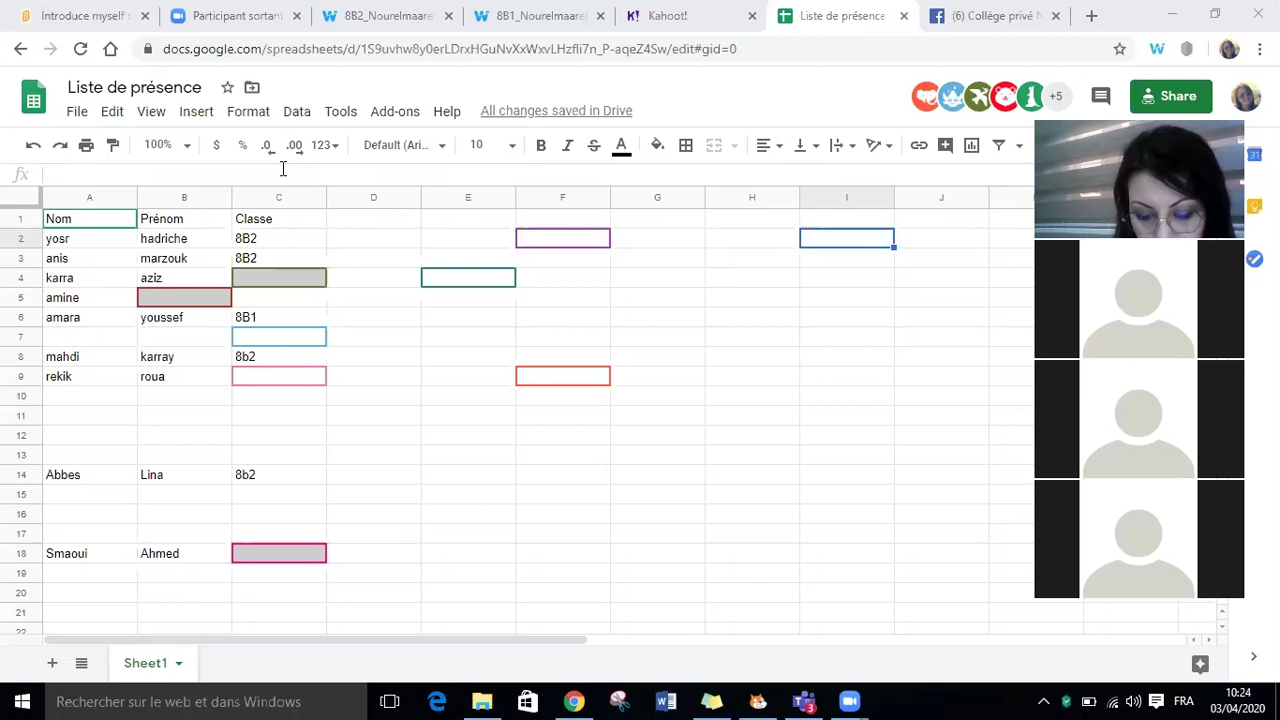 Introduce myself s
Participant sortant
8B2_Nourelmaaref
8B1_Nourelmaaref
Kahoot!
Liste de présence
(6) Collège privé N
docs.google.com/spreadsheets/d/1S9uvhw8y0erLDrxHGuNvXxWxvLHzfli7n_P-aqeZ4Sw/edit#gid=0
Liste de présence
File Edit View Insert Format Data Tools Add-ons Help All changes saved in Drive
+5
Share
100% $ % .0 .00 123 Default (Ari... 10 B I S A
fx
A B C D E F G H I J
1 Nom Prénom Classe
2 yosr hadriche 8B2
3 anis marzouk 8B2
4 karra aziz
5 amine
6 amara youssef 8B1
7
8 mahdi karray 8b2
9 rekik roua
10
11
12
13
14 Abbes Lina 8b2
15
16
17
18 Smaoui Ahmed
19
20
21
22
Sheet1
Rechercher sur le web et dans Windows
FRA
10:24
03/04/2020